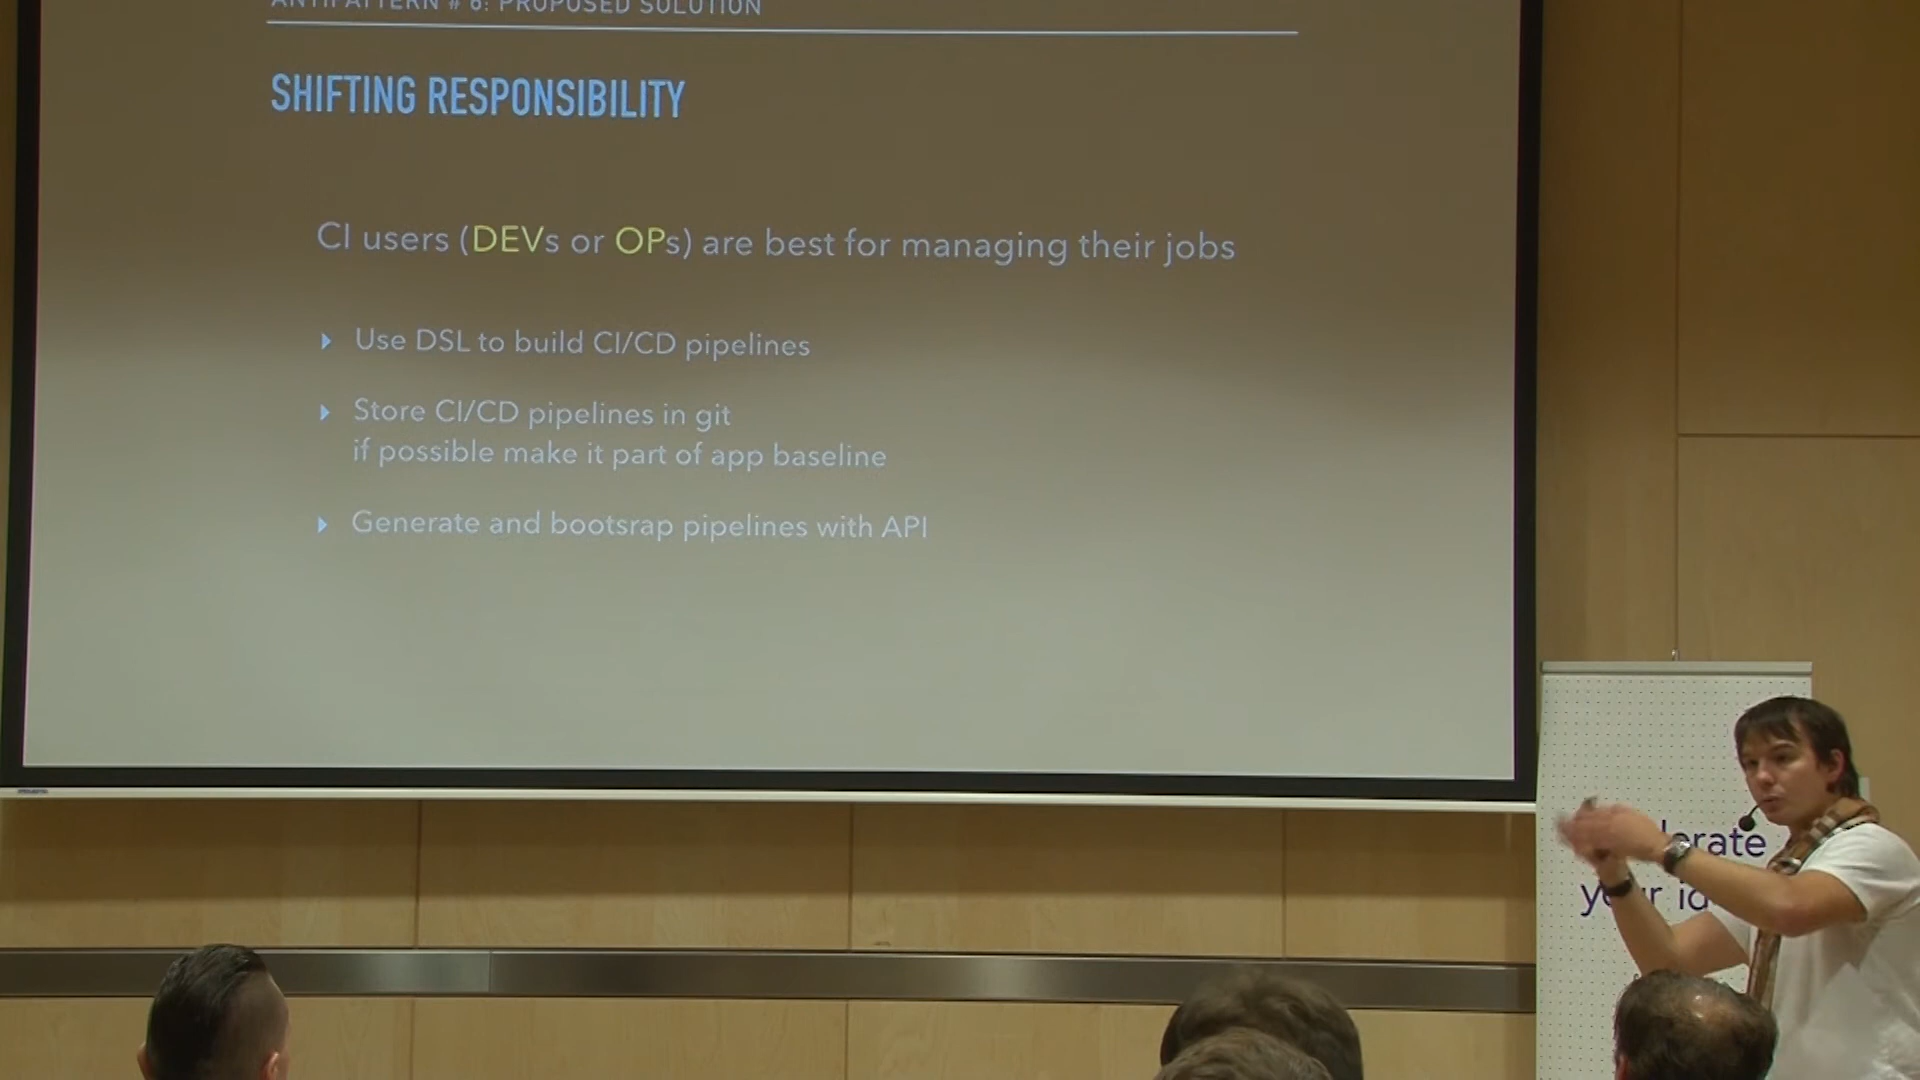 ANTIPATTERN # 6: PROPOSED SOLUTION
SHIFTING RESPONSIBILITY
CI users (DEVs or OPs) are best for managing their jobs
Use DSL to build CI/CD pipelines
Store CI/CD pipelines in git
if possible make it part of app baseline
Generate and bootsrap pipelines with API